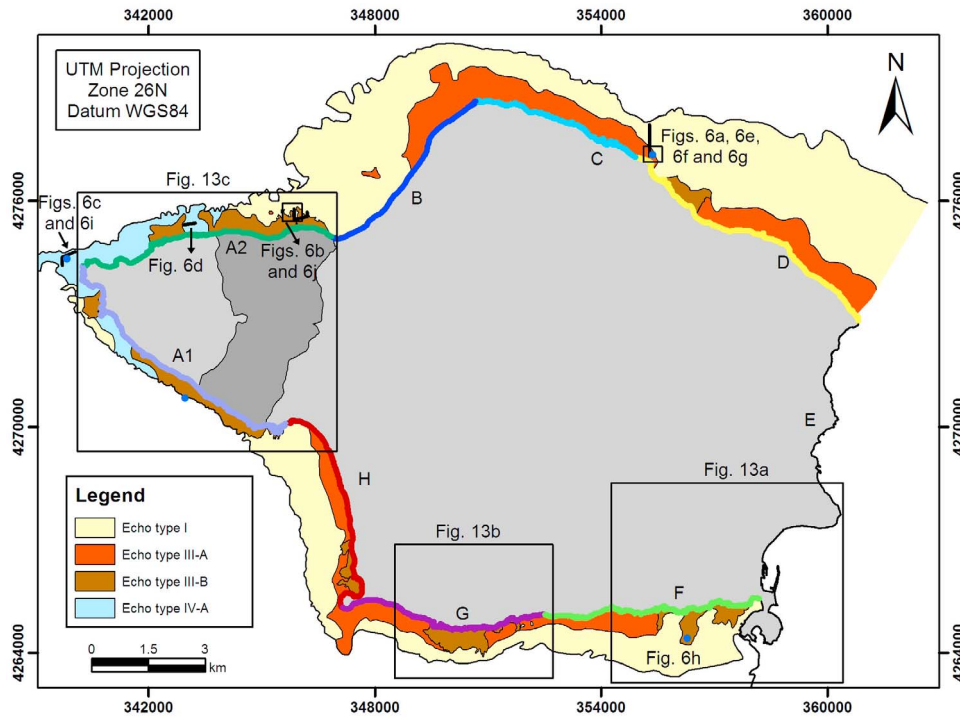 342000
348000
354000
360000
UTM Projection
Zone 26N
Datum WGS84
N
Figs. 6a, 6e,
6f and 6g
C
B
Fig. 13c
4276000
4276000
Figs. 6c
and 6i
A2
Fig. 6d
Figs. 6b
and 6j
D
A1
4270000
E
4270000
H
Fig. 13a
Legend
Echo type I
Echo type III-A
Echo type III-B
Echo type IV-A
Fig. 13b
F
G
Fig. 6h
0
1.5
3
km
4264000
4264000
342000
348000
354000
360000